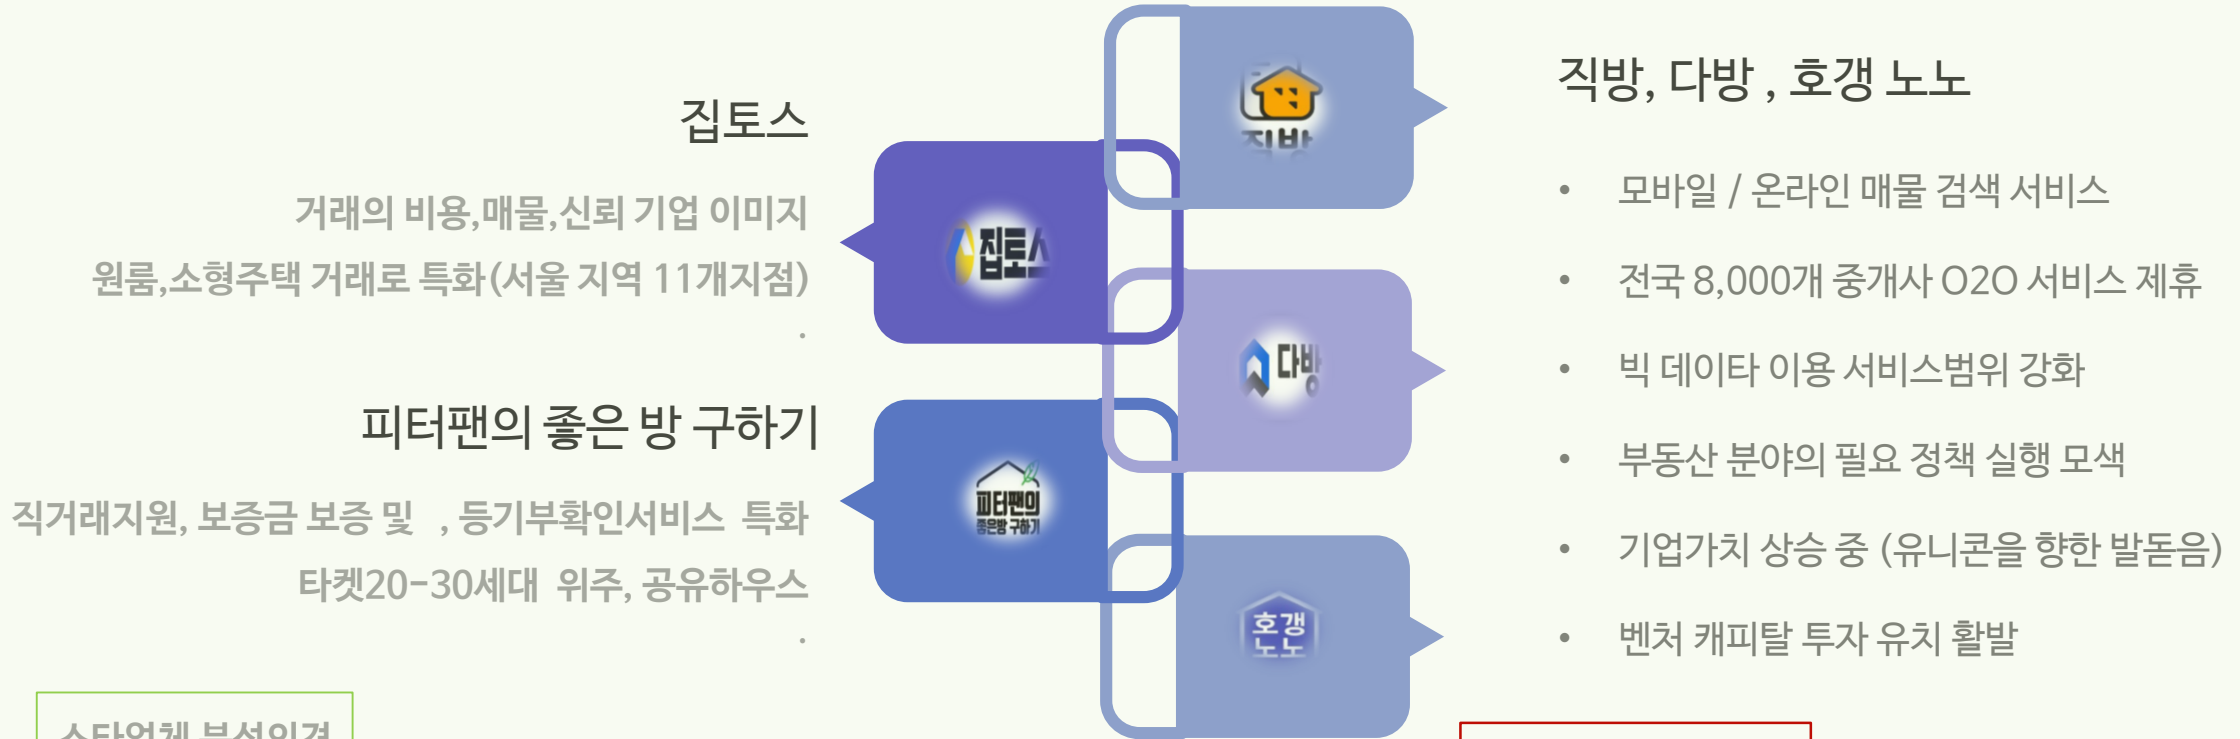 집토스
거래의 비용,매물,신뢰 기업 이미지
원룸,소형주택 거래로 특화(서울 지역 11개지점)
.
피터팬의 좋은 방 구하기
직거래지원, 보증금 보증 및 , 등기부확인서비스 특화
타켓20-30세대 위주, 공유하우스
.
직방
집토스
다방
피터팬의
좋은방 구하기
호갱
노노
직방, 다방 , 호갱 노노
• 모바일 / 온라인 매물 검색 서비스
• 전국 8,000개 중개사 O2O 서비스 제휴
• 빅 데이타 이용 서비스범위 강화
• 부동산 분야의 필요 정책 실행 모색
• 기업가치 상승 중 (유니콘을 향한 발돋음)
• 벤처 캐피탈 투자 유치 활발